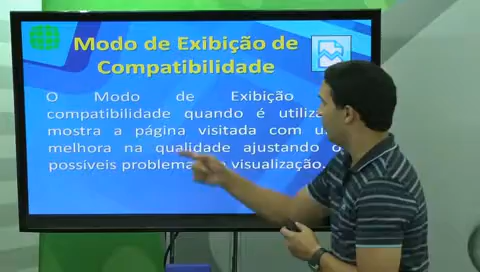 Modo de Exibição de
Compatibilidade
O Modo de Exibição
compatibilidade quando é
mostra a página visitada com
melhora na qualidade ajustando
possíveis visualização.